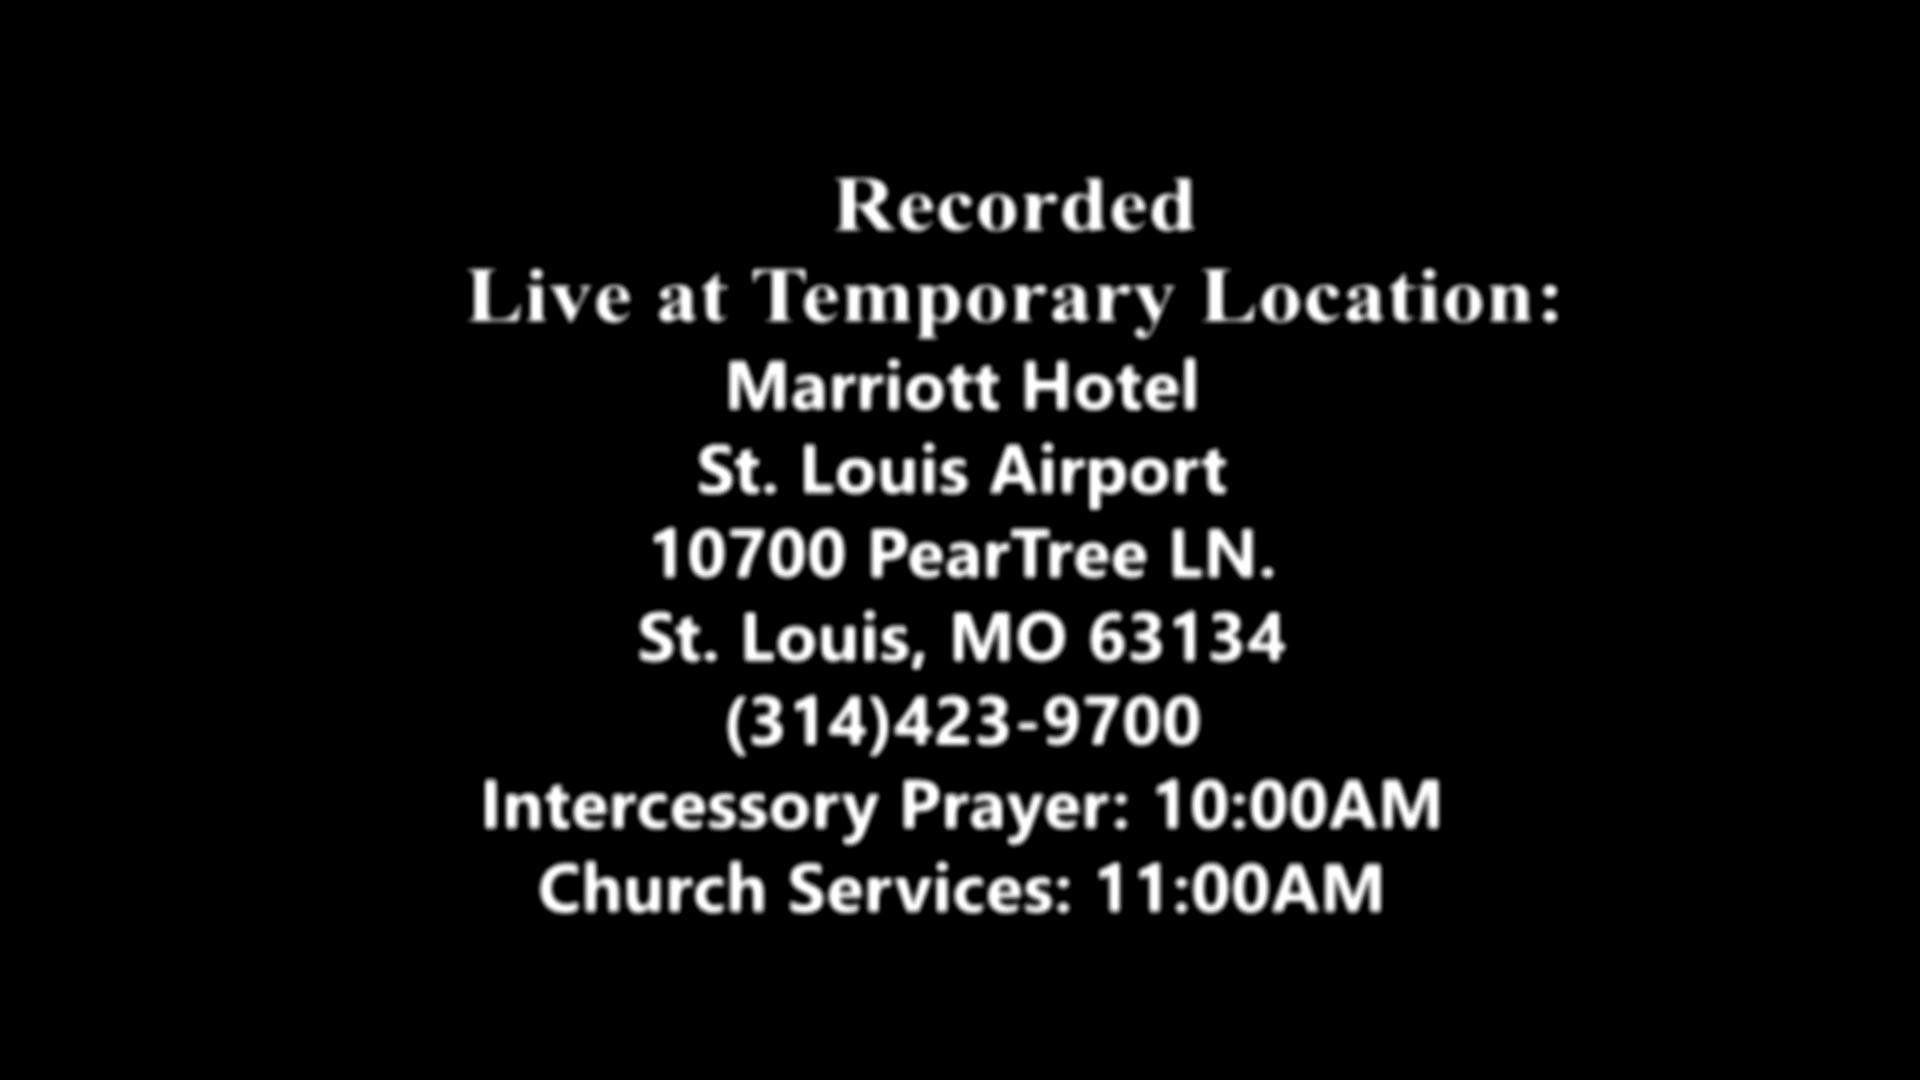 Recorded
Live at Temporary Location:
Marriott Hotel
St. Louis Airport
10700 PearTree LN.
St. Louis, MO 63134
(314)423-9700
Intercessory Prayer: 10:00AM
Church Services: 11:00AM